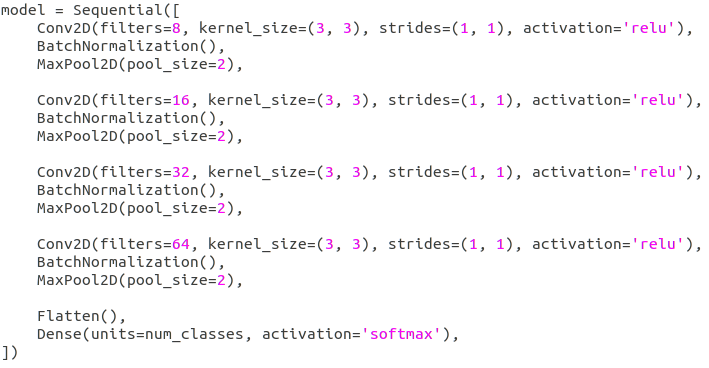 model = Sequential([
    Conv2D(filters=8, kernel_size=(3, 3), strides=(1, 1), activation='relu'),
    BatchNormalization(),
    MaxPool2D(pool_size=2),

    Conv2D(filters=16, kernel_size=(3, 3), strides=(1, 1), activation='relu'),
    BatchNormalization(),
    MaxPool2D(pool_size=2),

    Conv2D(filters=32, kernel_size=(3, 3), strides=(1, 1), activation='relu'),
    BatchNormalization(),
    MaxPool2D(pool_size=2),

    Conv2D(filters=64, kernel_size=(3, 3), strides=(1, 1), activation='relu'),
    BatchNormalization(),
    MaxPool2D(pool_size=2),

    Flatten(),
    Dense(units=num_classes, activation='softmax'),
])